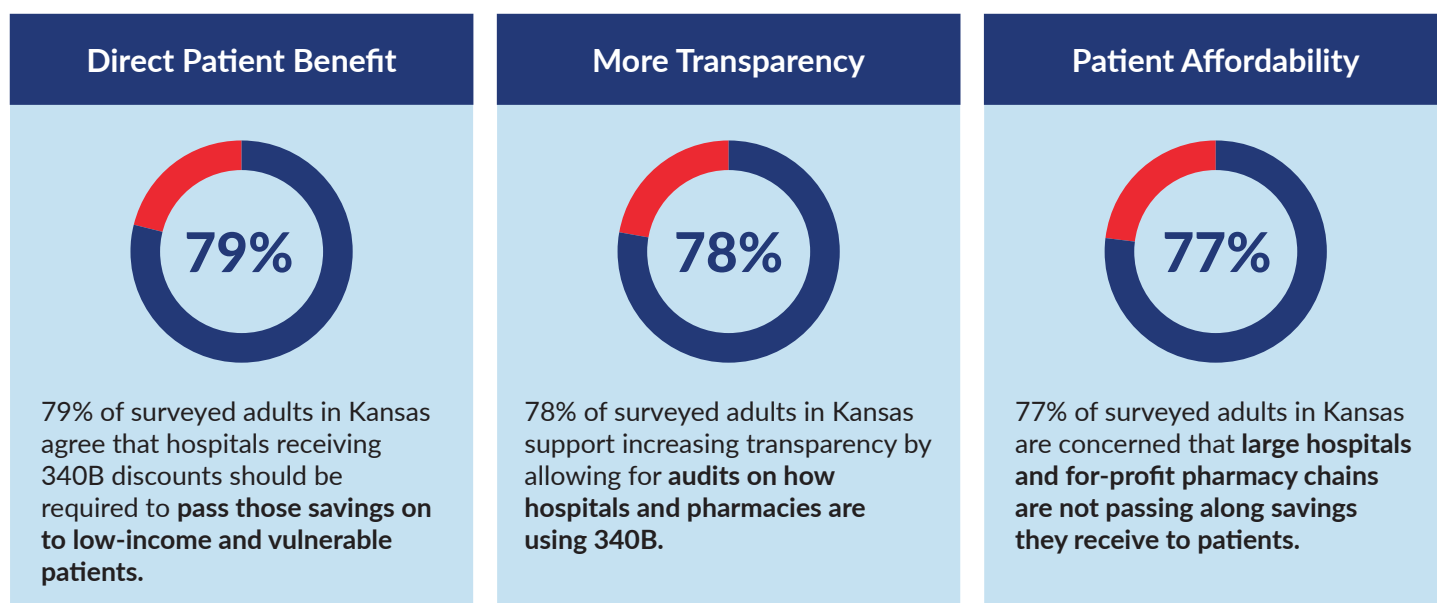 Direct Patient Benefit
79%
79% of surveyed adults in Kansas
agree that hospitals receiving
340B discounts should be
required to pass those savings on
to low-income and vulnerable
patients.
More Transparency
78%
78% of surveyed adults in Kansas
support increasing transparency by
allowing for audits on how
hospitals and pharmacies are
using 340B.
Patient Affordability
77%
77% of surveyed adults in Kansas
are concerned that large hospitals
and for-profit pharmacy chains
are not passing along savings
they receive to patients.